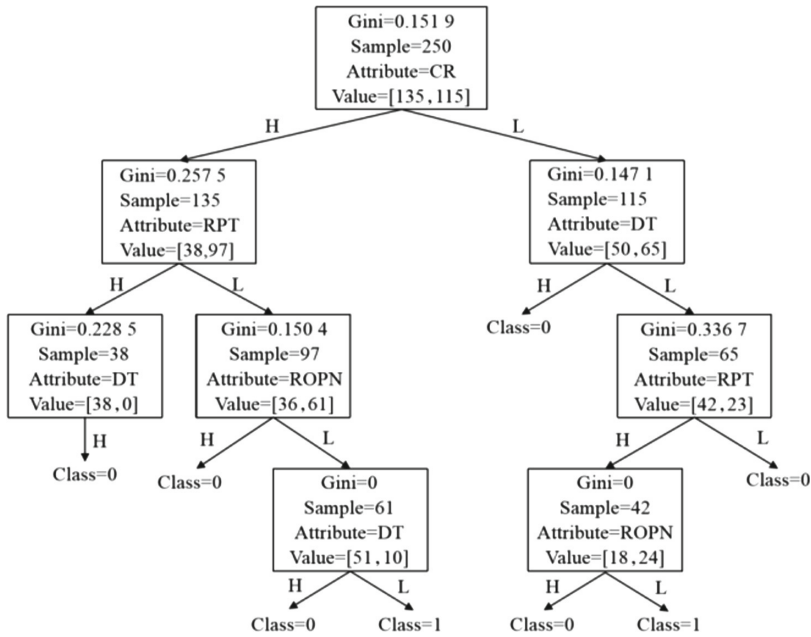 Gini=0.151 9
Sample=250
Attribute=CR
Value=[135,115]
H
L
Gini=0.257 5
Sample=135
Attribute=RPT
Value=[38,97]
Gini=0.147 1
Sample=115
Attribute=DT
Value=[50,65]
H
L
H
L
Gini=0.228 5
Sample=38
Attribute=DT
Value=[38,0]
Gini=0.150 4
Sample=97
Attribute=ROPN
Value=[36,61]
Class=0
Gini=0.336 7
Sample=65
Attribute=RPT
Value=[42,23]
H
Class=0
H
L
Class=0
H
L
Class=0
Gini=0
Sample=61
Attribute=DT
Value=[51,10]
Gini=0
Sample=42
Attribute=ROPN
Value=[18,24]
H
L
H
L
Class=0
Class=1
Class=0
Class=1